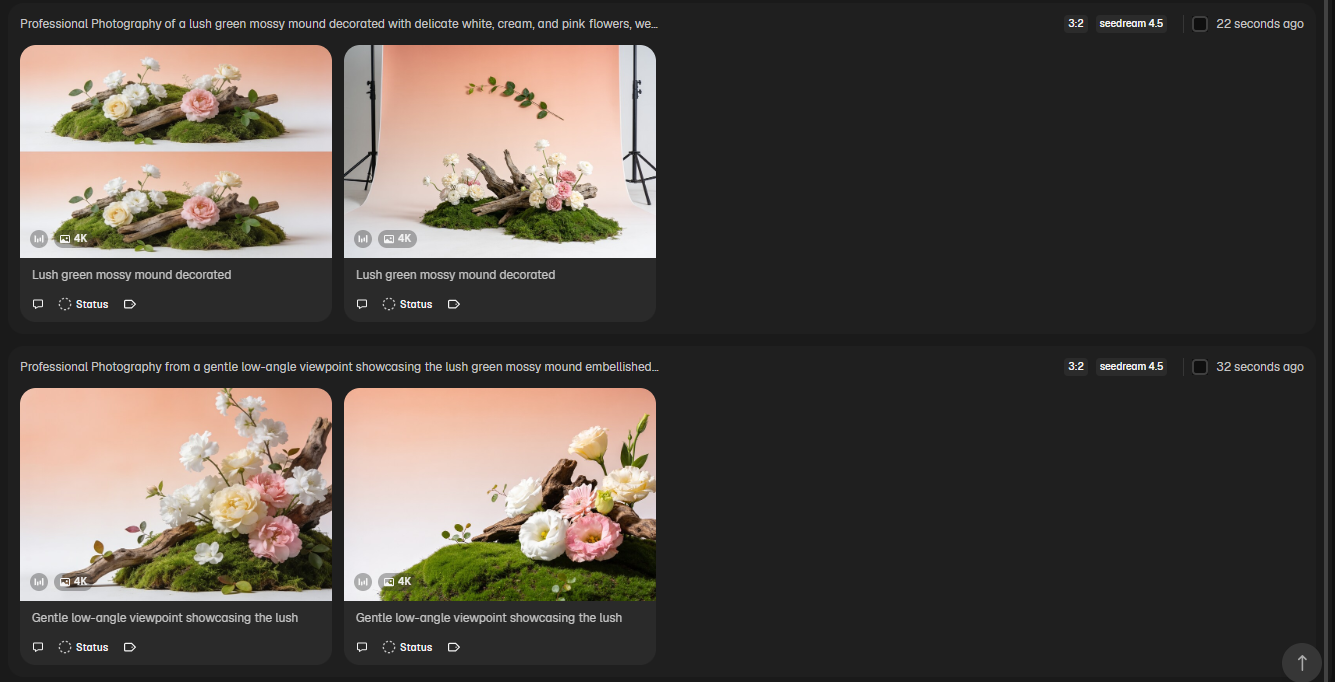 Professional Photography of a lush green mossy mound decorated with delicate white, cream, and pink flowers, we...
3:2 seedream 4.5 22 seconds ago
4K
4K
Lush green mossy mound decorated
Lush green mossy mound decorated
Status
Status
Professional Photography from a gentle low-angle viewpoint showcasing the lush green mossy mound embellished...
3:2 seedream 4.5 32 seconds ago
4K
4K
Gentle low-angle viewpoint showcasing the lush
Gentle low-angle viewpoint showcasing the lush
Status
Status